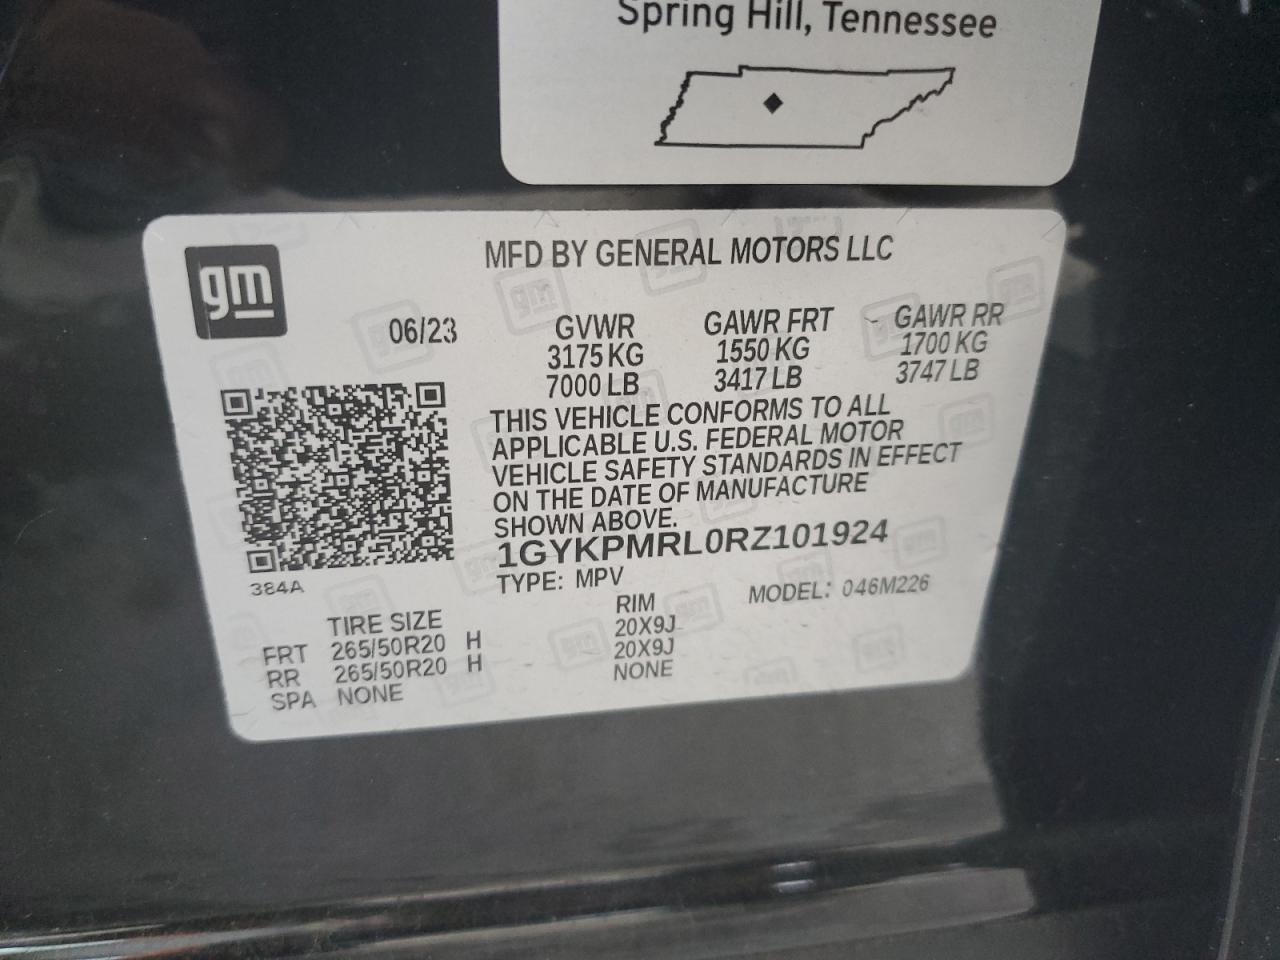 Spring Hill, Tennessee
gm
MFD BY GENERAL MOTORS LLC
06/23 GVWR GAWR FRT GAWR RR
3175 KG 1550 KG 1700 KG
7000 LB 3417 LB 3747 LB
THIS VEHICLE CONFORMS TO ALL
APPLICABLE U.S. FEDERAL MOTOR
VEHICLE SAFETY STANDARDS IN EFFECT
ON THE DATE OF MANUFACTURE
SHOWN ABOVE.
1GYKPMRL0RZ101924
384A
TYPE: MPV MODEL: 046M226
TIRE SIZE RIM
FRT 265/50R20 H 20X9J
RR 265/50R20 H 20X9J
SPA NONE NONE